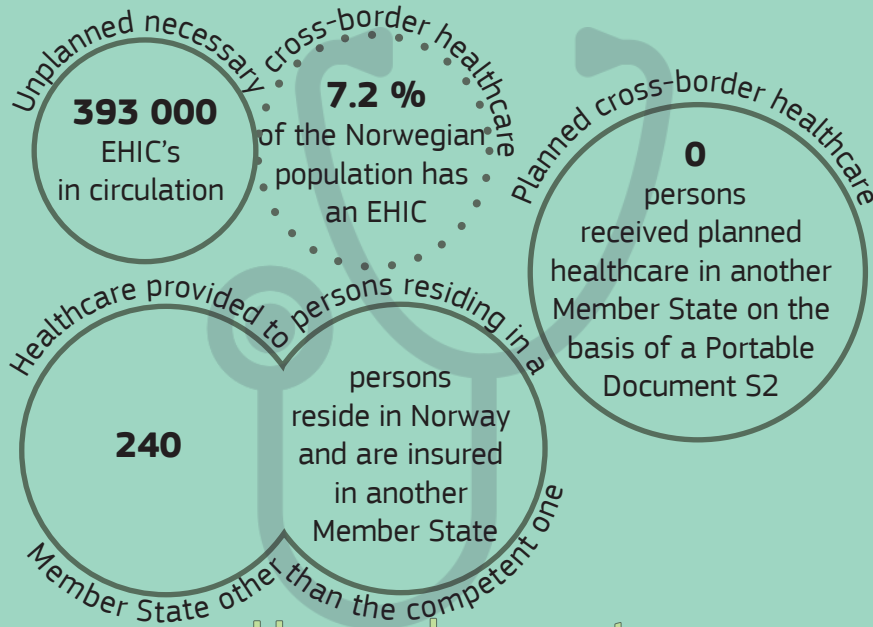 Unplanned necessary cross-border healthcare
393 000
EHIC's
in circulation
7.2 %
of the Norwegian
population has
an EHIC
Planned cross-border healthcare
0
persons
received planned
healthcare in another
Member State on the
basis of a Portable
Document S2
Healthcare provided to persons residing in a
240
persons
reside in Norway
and are insured
in another
Member State
Member State other than the competent one